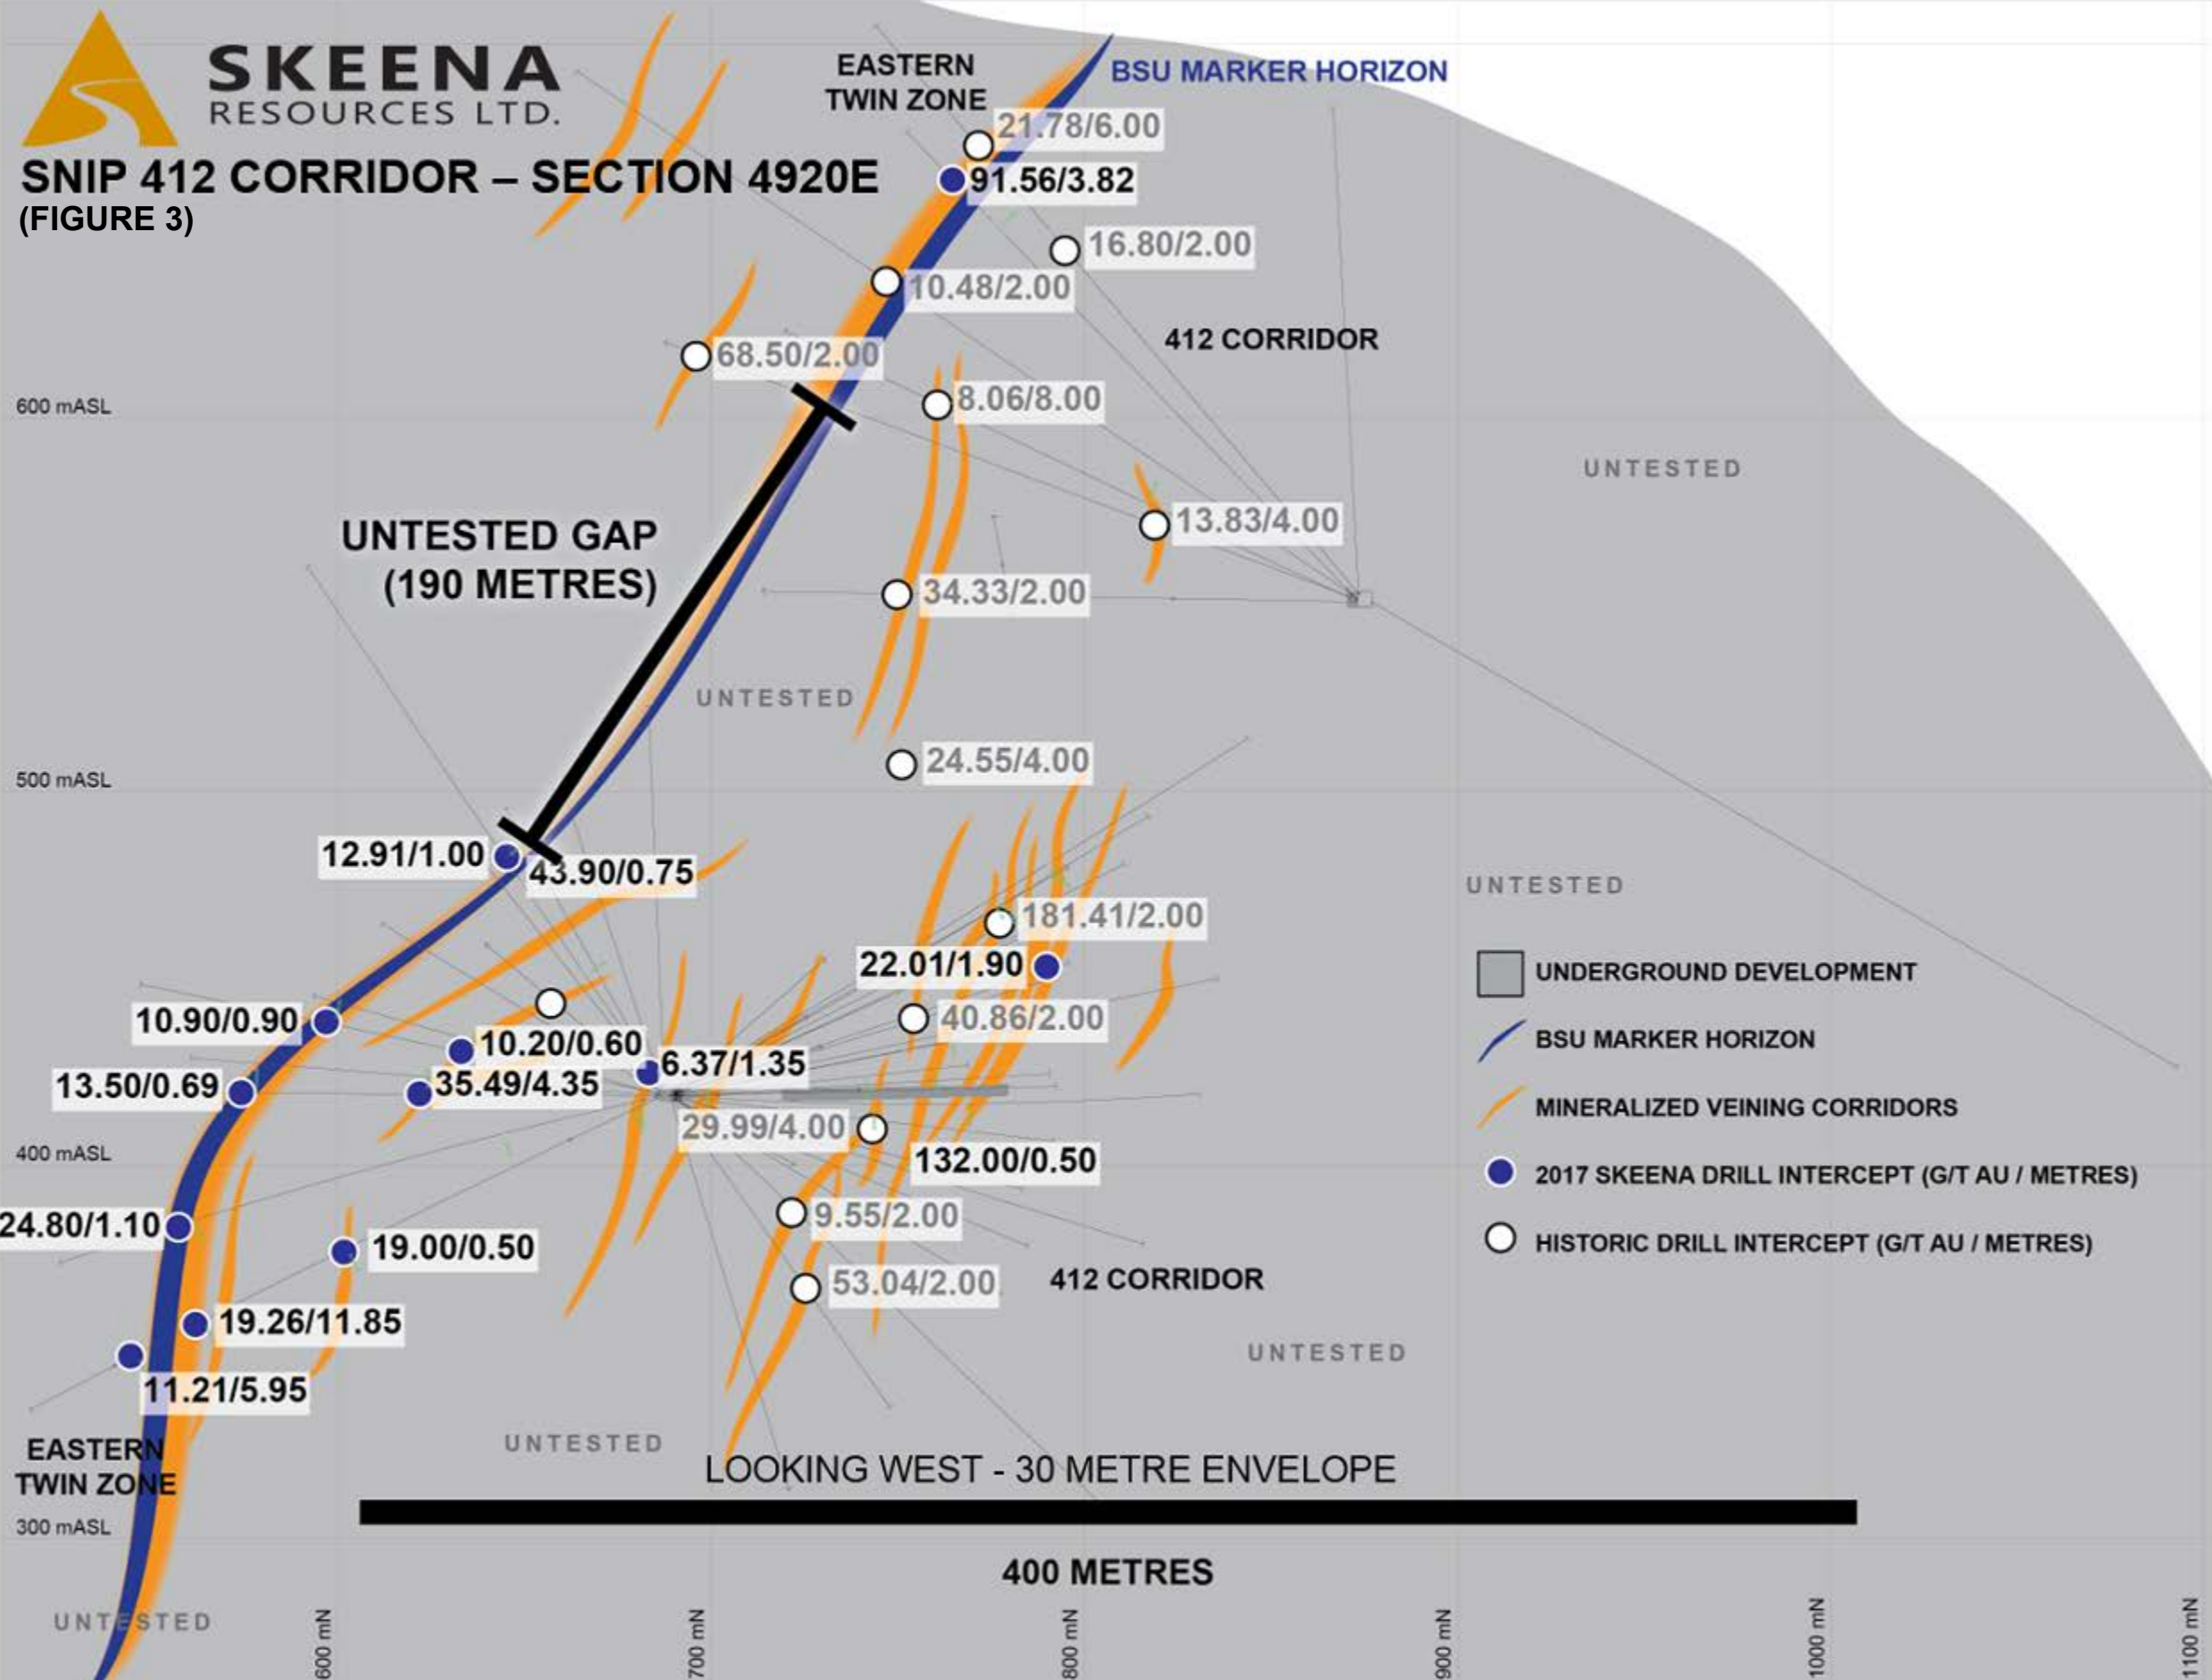 SKEENA
RESOURCES LTD.
SNIP 412 CORRIDOR – SECTION 4920E
(FIGURE 3)
EASTERN
TWIN ZONE
BSU MARKER HORIZON
21.78/6.00
91.56/3.82
16.80/2.00
10.48/2.00
412 CORRIDOR
68.50/2.00
8.06/8.00
600 mASL
UNTESTED
13.83/4.00
UNTESTED GAP
(190 METRES)
34.33/2.00
UNTESTED
24.55/4.00
500 mASL
12.91/1.00
43.90/0.75
UNTESTED
181.41/2.00
22.01/1.90
40.86/2.00
10.90/0.90
10.20/0.60
6.37/1.35
13.50/0.69
35.49/4.35
29.99/4.00
132.00/0.50
400 mASL
9.55/2.00
24.80/1.10
19.00/0.50
53.04/2.00
412 CORRIDOR
19.26/11.85
UNTESTED
11.21/5.95
UNDERGROUND DEVELOPMENT
BSU MARKER HORIZON
MINERALIZED VEINING CORRIDORS
2017 SKEENA DRILL INTERCEPT (G/T AU / METRES)
HISTORIC DRILL INTERCEPT (G/T AU / METRES)
EASTERN
TWIN ZONE
UNTESTED
LOOKING WEST - 30 METRE ENVELOPE
300 mASL
400 METRES
UNTESTED
600 mN
700 mN
800 mN
900 mN
1000 mN
1100 mN